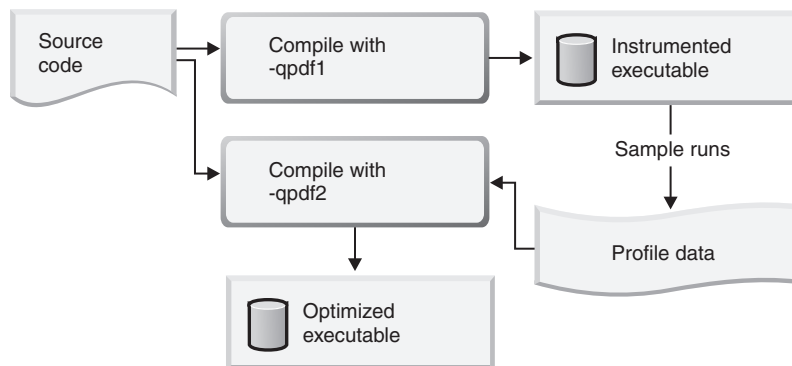 Source
code
Compile with
-qpdf1
Instrumented
executable
Sample runs
Compile with
-qpdf2
Profile data
Optimized
executable